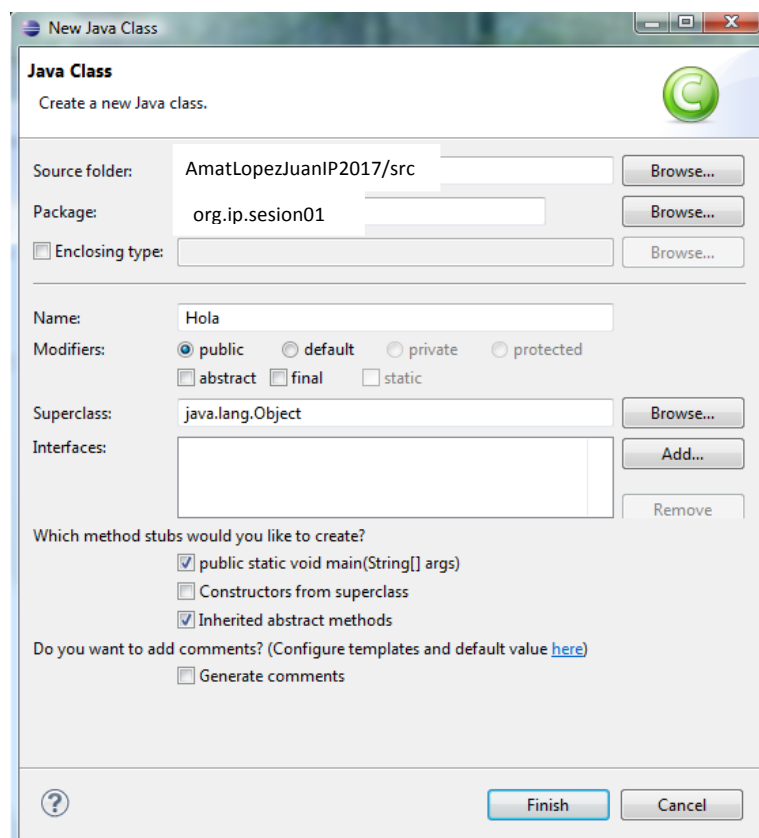 New Java Class
Java Class
Create a new Java class.
Source folder: AmatLopezJuanIP2017/src Browse...
Package: org.ip.sesion01 Browse...
Enclosing type: Browse...
Name: Hola
Modifiers: public default private protected
abstract final static
Superclass: java.lang.Object Browse...
Interfaces: Add...
Remove
Which method stubs would you like to create?
public static void main(String[] args)
Constructors from superclass
Inherited abstract methods
Do you want to add comments? (Configure templates and default value here)
Generate comments
? Finish Cancel